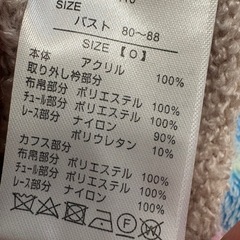 SIZE
バスト 80～88
SIZE【O】
本体 アクリル 100%
取り外し衿部分
布帛部分 ポリエステル 100%
チュール部分 ポリエステル 100%
レース部分 ナイロン 90%
ポリウレタン 10%
カフス部分
布帛部分 ポリエステル 100%
チュール部分 ポリエステル 100%
レース部分 ナイロン 100%